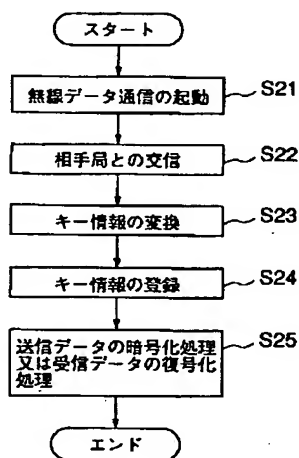 スタート
無線データ通信の起動 S21
相手局との交信 S22
キー情報の変換 S23
キー情報の登録 S24
送信データの暗号化処理 S25
又は受信データの復号化
処理
エンド